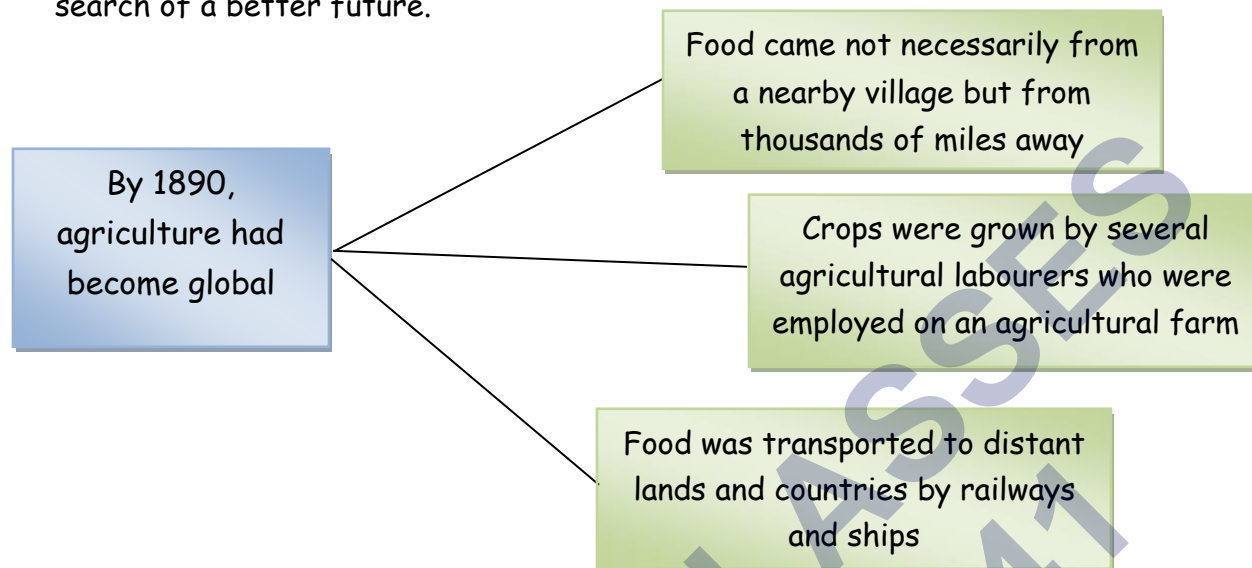 search of a better future.
Food came not necessarily from
a nearby village but from
thousands of miles away
By 1890,
agriculture had
become global
Crops were grown by several
agricultural labourers who were
employed on an agricultural farm
Food was transported to distant
lands and countries by railways
and ships
ASSES
41